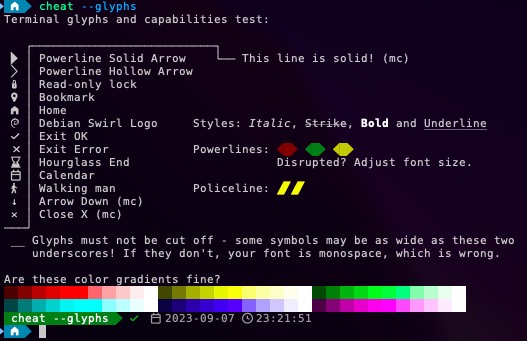 cheat --glyphs
Terminal glyphs and capabilities test:
Powerline Solid Arrow
This line is solid! (mc)
Powerline Hollow Arrow
Read-only lock
Bookmark
Home
Debian Swirl Logo Styles: Italic, Strike, Bold and Underline
Exit OK
Exit Error Powerlines:
Hourglass End Disrupted? Adjust font size.
Calendar
Walking man Policeline:
Arrow Down (mc)
Close X (mc)
__ Glyphs must not be cut off - some symbols may be as wide as these two
underscores! If they don't, your font is monospace, which is wrong.
Are these color gradients fine?
cheat --glyphs 2023-09-07 23:21:51